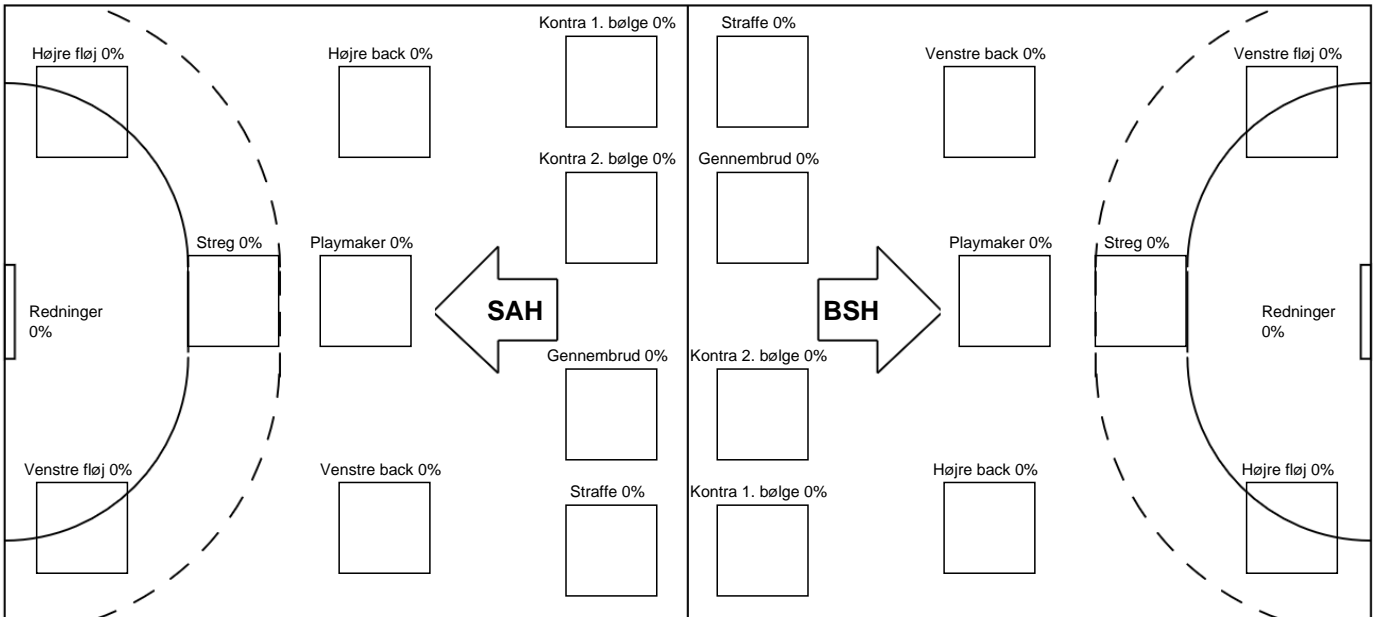 Kontra 1. bølge 0%
Straffe 0%
Højre fløj 0%
Højre back 0%
Venstre back 0%
Venstre fløj 0%
Kontra 2. bølge 0%
Gennembrud 0%
Streg 0%
Playmaker 0%
Playmaker 0%
Streg 0%
Redninger
0%
SAH
BSH
Redninger
0%
Gennembrud 0%
Kontra 2. bølge 0%
Venstre fløj 0%
Venstre back 0%
Højre back 0%
Højre fløj 0%
Straffe 0%
Kontra 1. bølge 0%